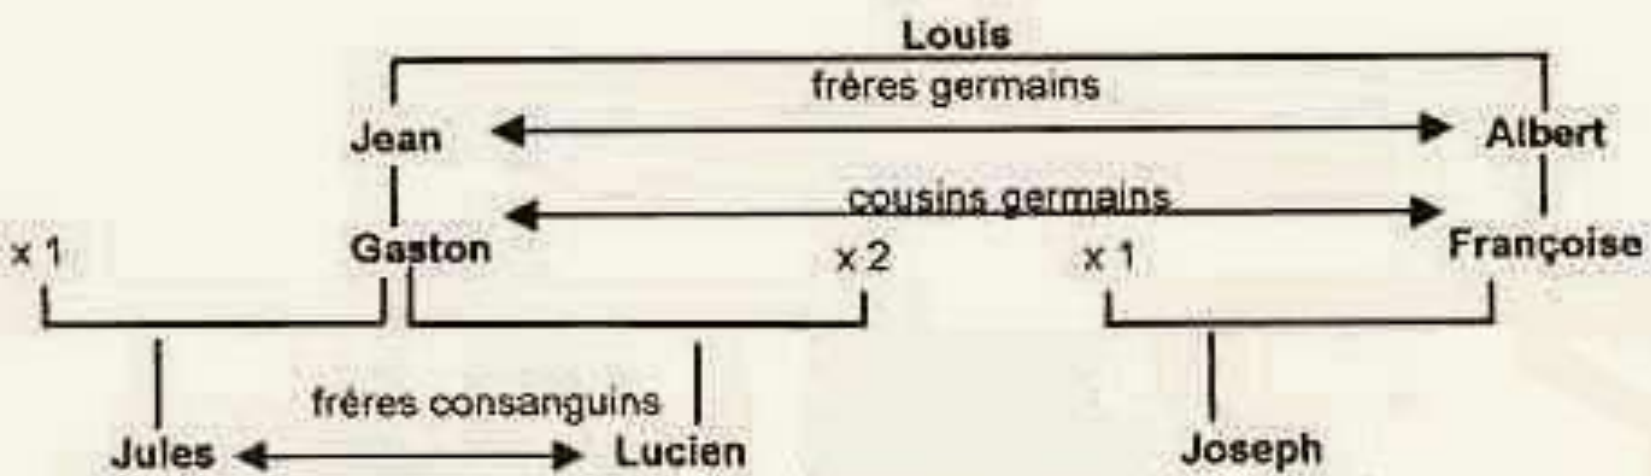 Louis
frères germains
Jean Albert
cousins germains
x 1 Gaston x 2 x 1 Françoise
frères consanguins
Jules Lucien Joseph